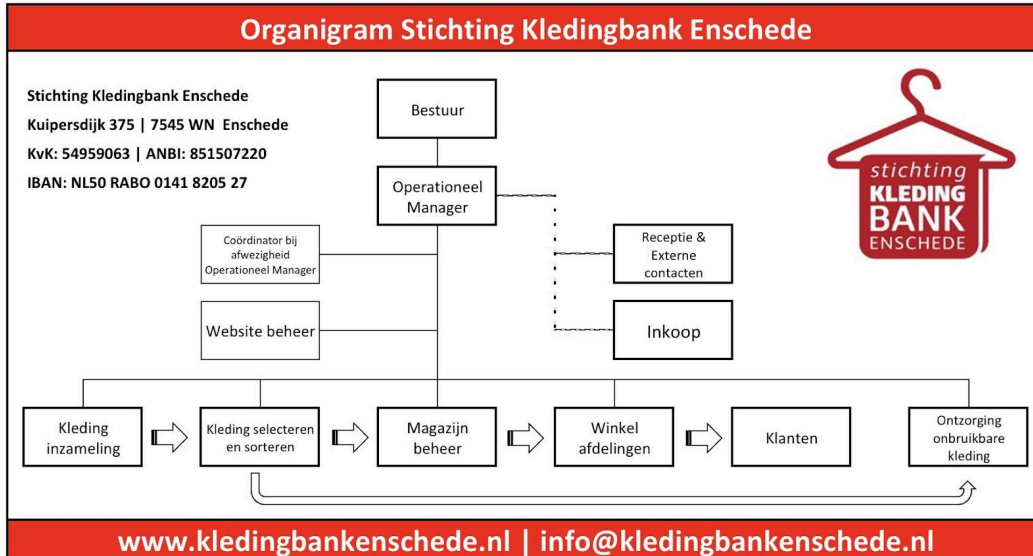 Organigram Stichting Kledingbank Enschede
Stichting Kledingbank Enschede
Kuipersdijk 375 | 7545 WN Enschede
KvK: 54959063 | ANBI: 851507220
IBAN: NL50 RABO 0141 8205 27
Bestuur
stichting
KLEDING
BANK
ENSCHEDE
Operationeel
Manager
Coördinator bij
afwezigheid
Operationeel Manager
Receptie &
Externe
contacten
Website beheer
Inkoop
Kleding
inzameling
Kleding selecteren
en sorteren
Magazijn
beheer
Winkel
afdelingen
Klanten
Ontzorging
onbruikbare
kleding
www.kledingbankenschede.nl | info@kledingbankenschede.nl